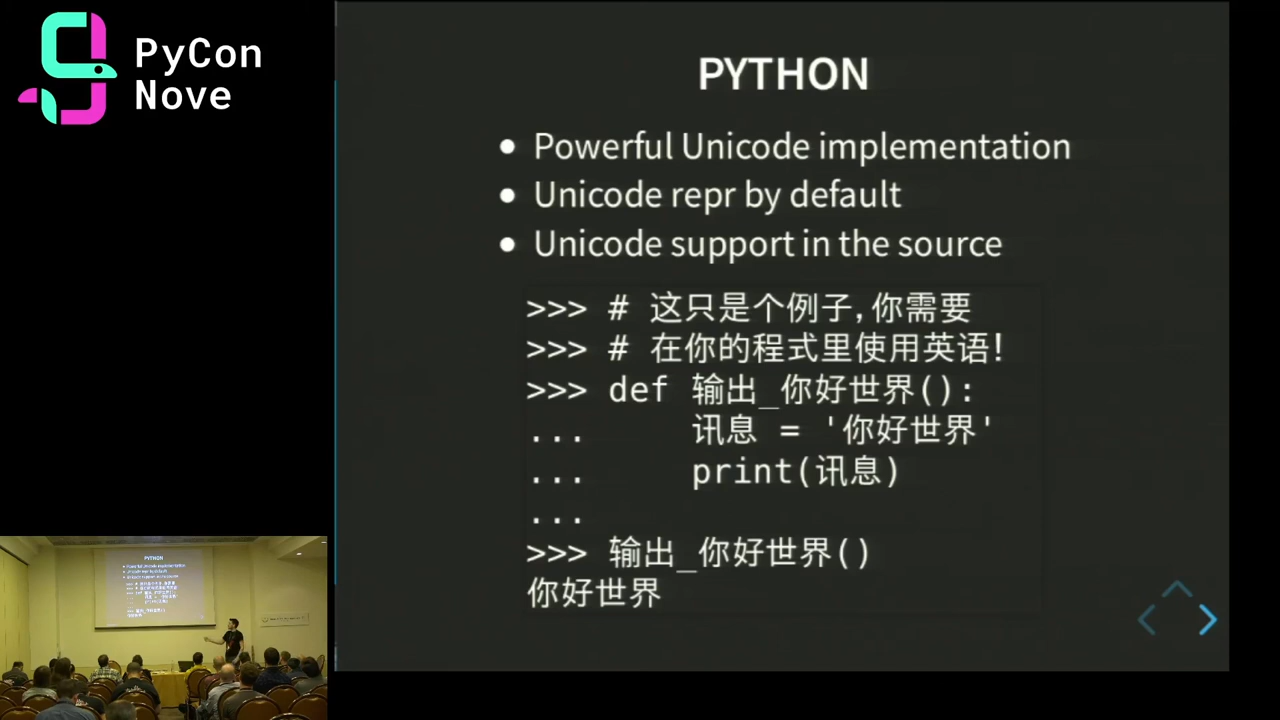 PyCon
Nove
PYTHON
• Powerful Unicode implementation
• Unicode repr by default
• Unicode support in the source
>>> # 这只是个例子,你需要
>>> # 在你的程式里使用英语!
>>> def 输出_你好世界():
...     讯息 = '你好世界'
...     print(讯息)
...
>>> 输出_你好世界()
你好世界